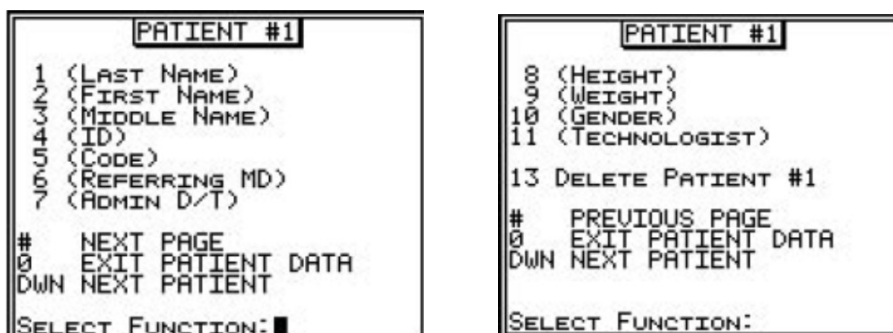 PATIENT #1
1 (LAST NAME)
2 (FIRST NAME)
3 (MIDDLE NAME)
4 (ID)
5 (CODE)
6 (REFERRING MD)
7 (ADMIN D/T)
# NEXT PAGE
0 EXIT PATIENT DATA
DWN NEXT PATIENT
SELECT FUNCTION:
PATIENT #1
8 (HEIGHT)
9 (WEIGHT)
10 (GENDER)
11 (TECHNOLOGIST)
13 DELETE PATIENT #1
# PREVIOUS PAGE
0 EXIT PATIENT DATA
DWN NEXT PATIENT
SELECT FUNCTION: